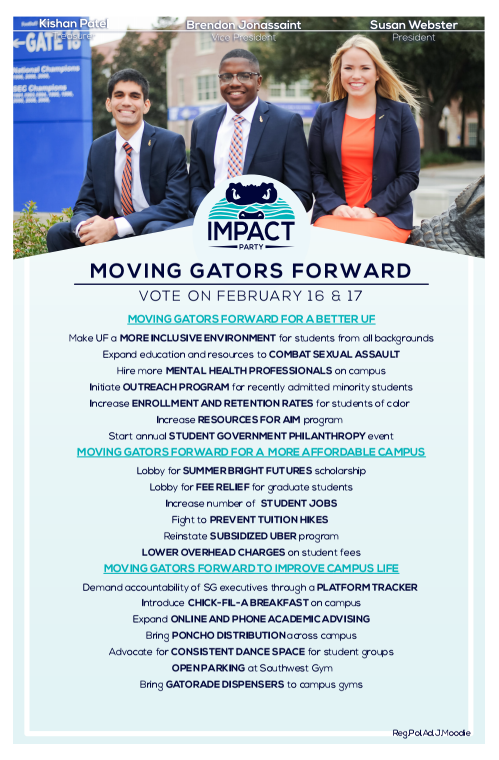 Kishan Patel
Treasurer
Brendon Jonassaint
Vice President
Susan Webster
President
GATE 16
National Champions
SEC Champions
IMPACT
PARTY
MOVING GATORS FORWARD
VOTE ON FEBRUARY 16 & 17
MOVING GATORS FORWARD FOR A BETTER UF
Make UF a MORE INCLUSIVE ENVIRONMENT for students from all backgrounds
Expand education and resources to COMBAT SEXUAL ASSAULT
Hire more MENTAL HEALTH PROFESSIONALS on campus
Initiate OUTREACH PROGRAM for recently admitted minority students
Increase ENROLLMENT AND RETENTION RATES for students of color
Increase RESOURCES FOR AIM program
Start annual STUDENT GOVERNMENT PHILANTHROPY event
MOVING GATORS FORWARD FOR A MORE AFFORDABLE CAMPUS
Lobby for SUMMER BRIGHT FUTURES scholarship
Lobby for FEE RELIEF for graduate students
Increase number of STUDENT JOBS
Fight to PREVENT TUITION HIKES
Reinstate SUBSIDIZED UBER program
LOWER OVERHEAD CHARGES on student fees
MOVING GATORS FORWARD TO IMPROVE CAMPUS LIFE
Demand accountability of SG executives through a PLATFORM TRACKER
Introduce CHICK-FIL-A BREAKFAST on campus
Expand ONLINE AND PHONE ACADEMIC ADVISING
Bring PONCHO DISTRIBUTION across campus
Advocate for CONSISTENT DANCE SPACE for student groups
OPEN PARKING at Southwest Gym
Bring GATORADE DISPENSERS to campus gyms
Reg.Pol.Ad.J.Moodie